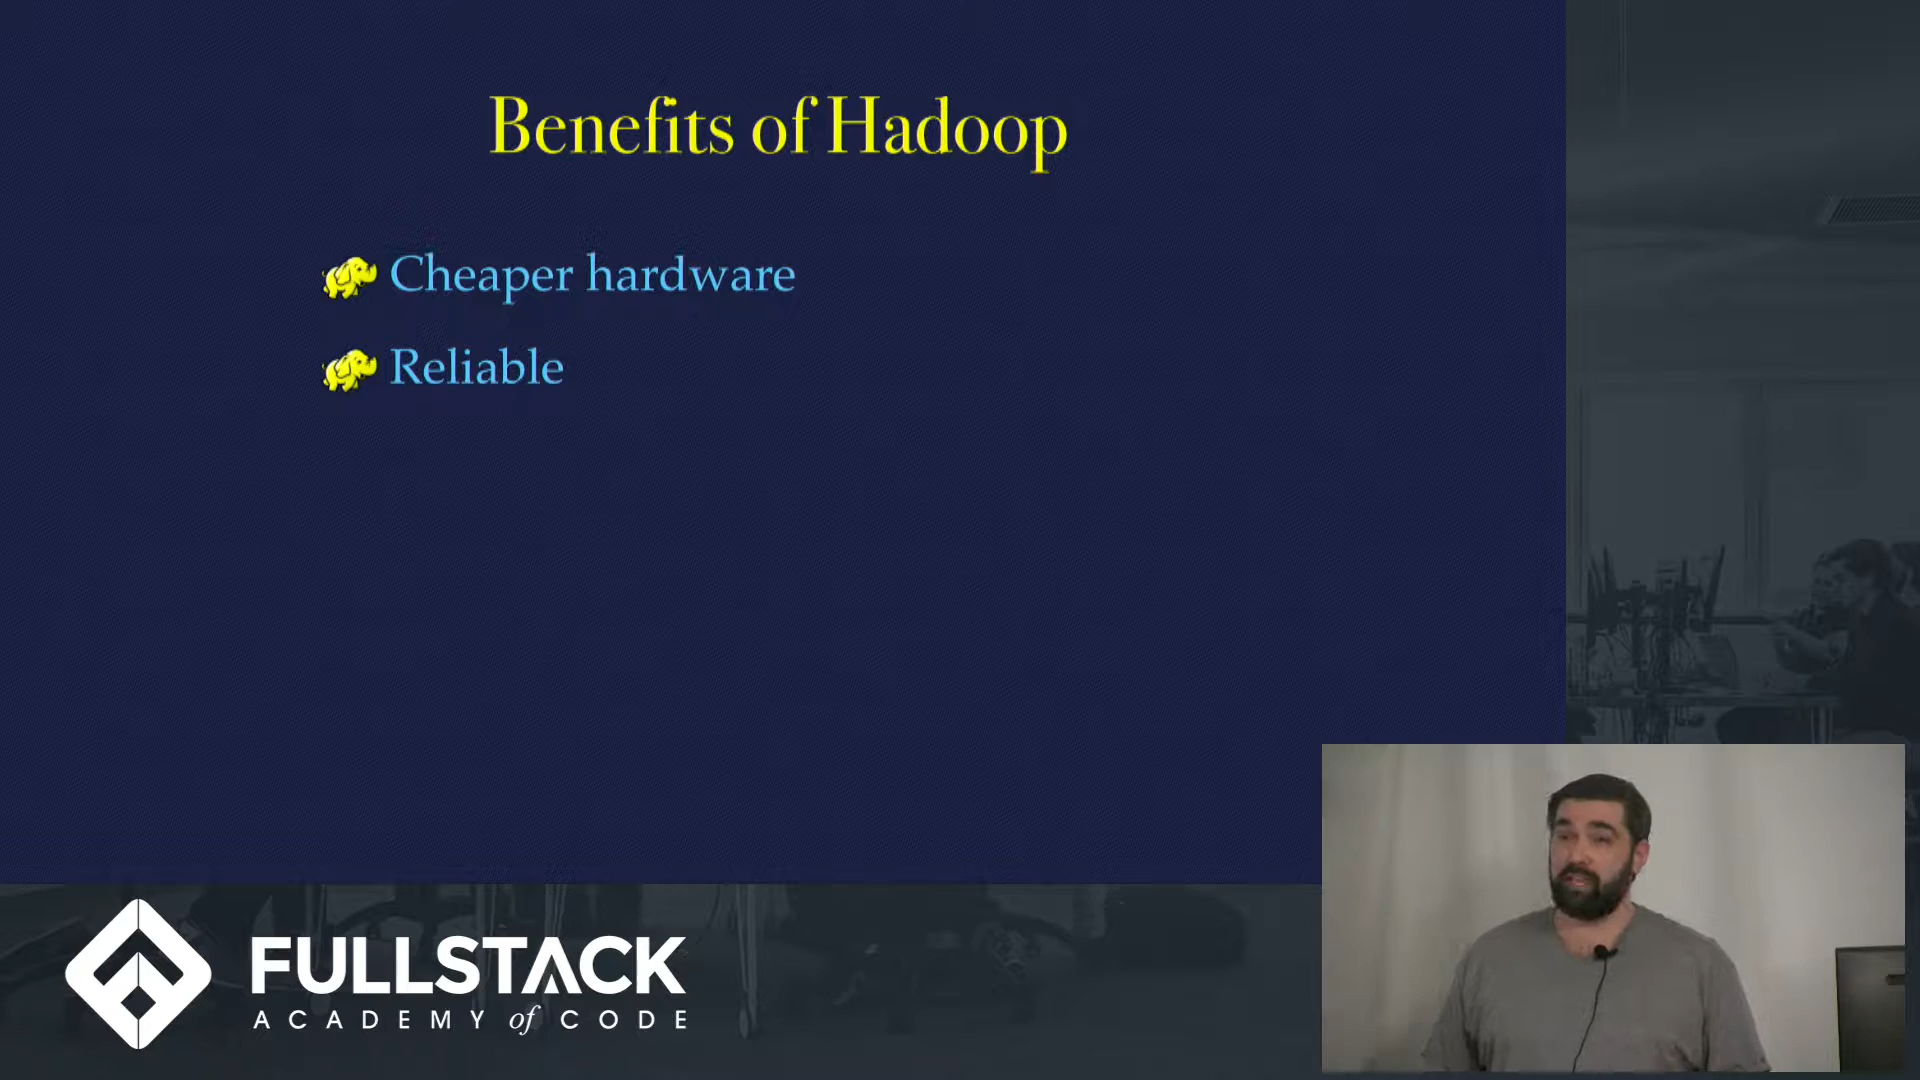 Benefits of Hadoop
Cheaper hardware
Reliable
FULLSTACK
ACADEMY of CODE